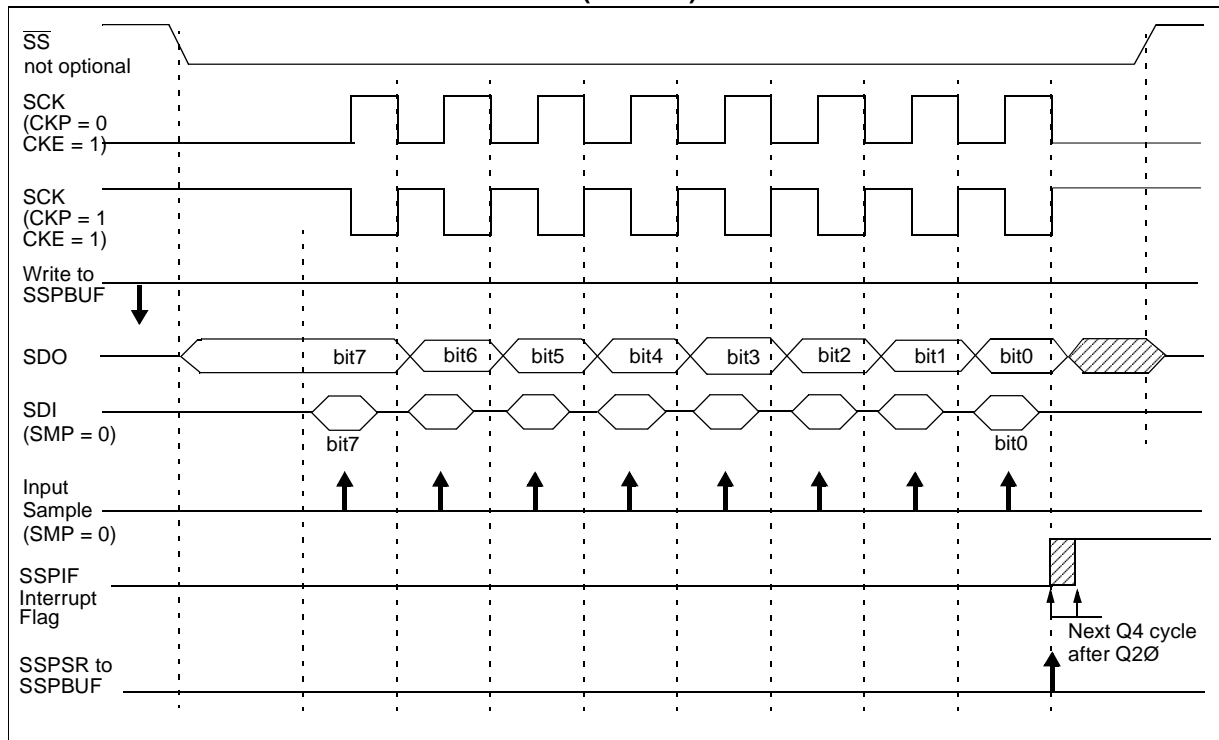 SS
not optional
SCK
(CKP = 0
CKE = 1)
SCK
(CKP = 1
CKE = 1)
Write to
SSPBUF
SDO
bit7 bit6 bit5 bit4 bit3 bit2 bit1 bit0
SDI
(SMP = 0)
bit7 bit0
Input
Sample
(SMP = 0)
SSPIF
Interrupt
Flag
Next Q4 cycle
after Q2Ø
SSPSR to
SSPBUF